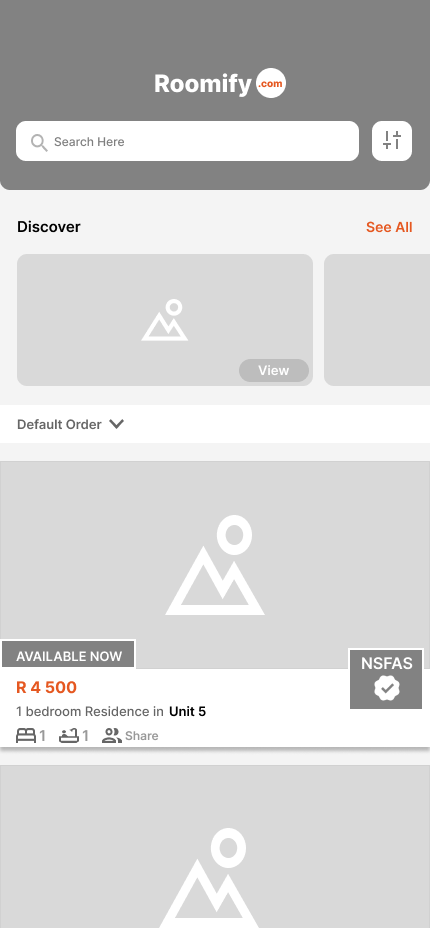 Roomify .com
Search Here
Discover See All
View
Default Order
AVAILABLE NOW
NSFAS
R 4 500
1 bedroom Residence in Unit 5
1 1 Share